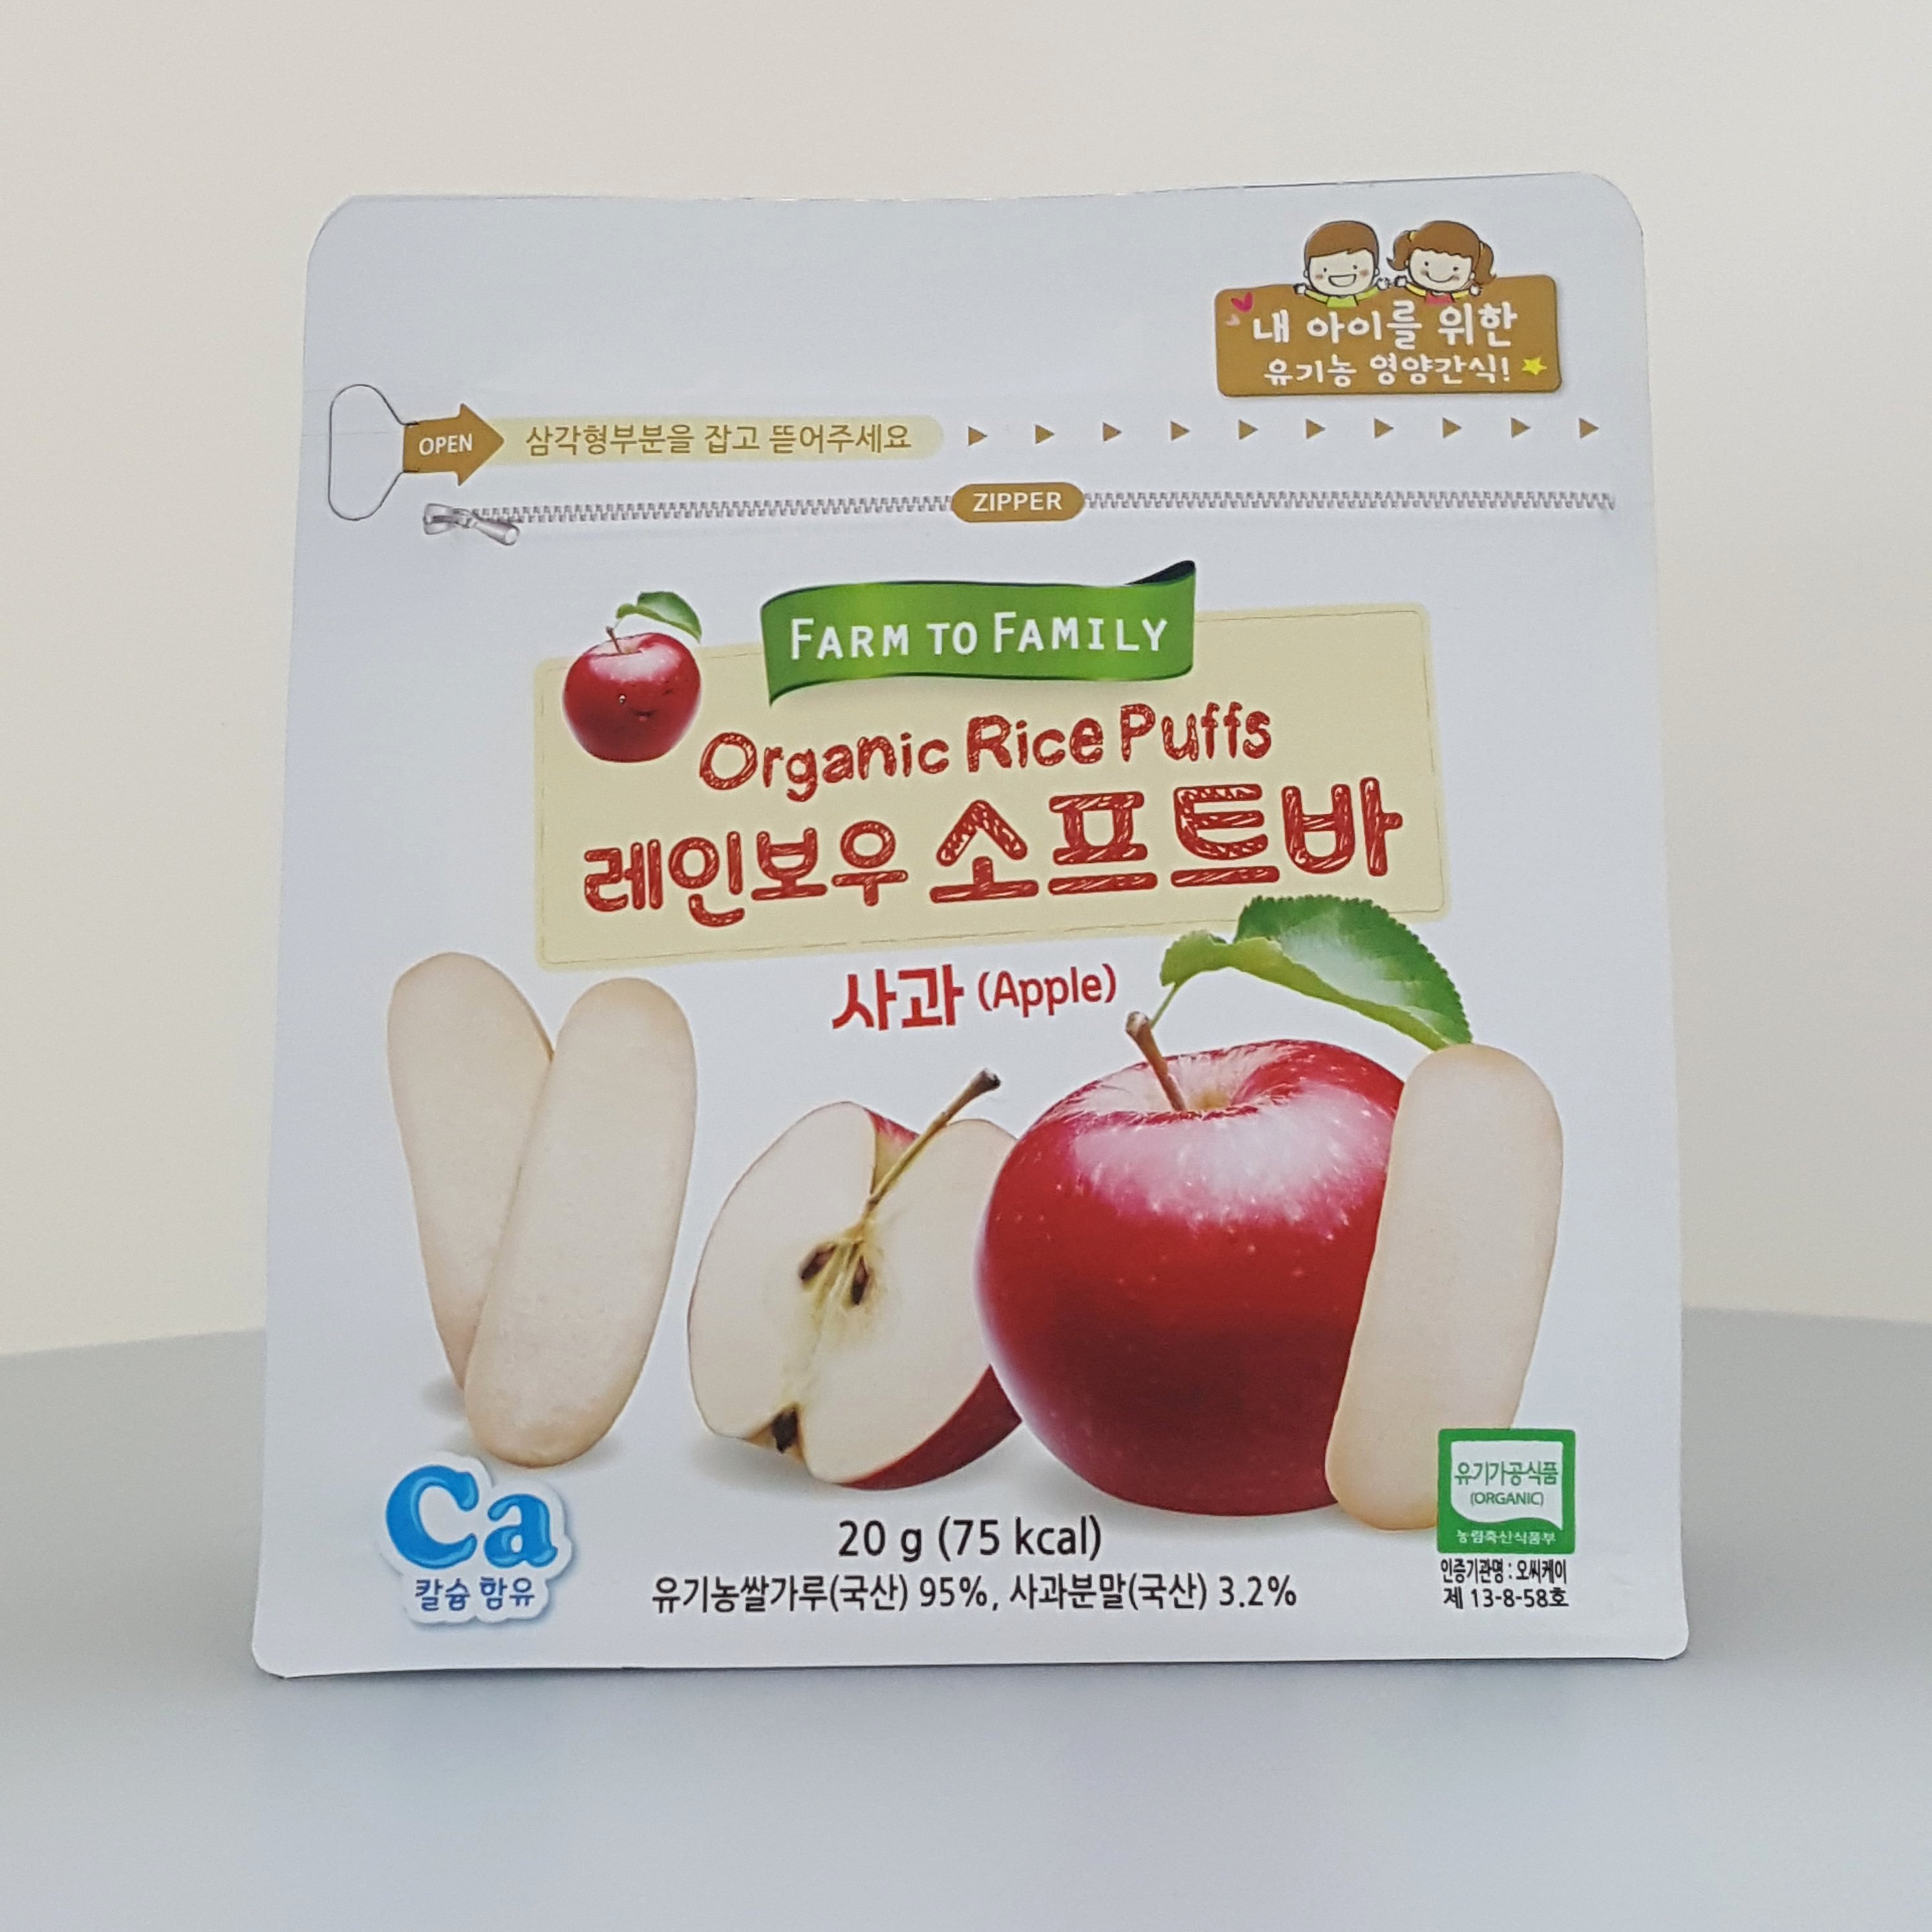 내 아이를 위한
유기농 영양간식!
OPEN
삼각형부분을 잡고 뜯어주세요
ZIPPER
FARM TO FAMILY
Organic Rice Puffs
레인보우 소프트바
사과 (Apple)
Ca
칼슘 함유
20 g (75 kcal)
유기농쌀가루(국산) 95%, 사과분말(국산) 3.2%
유기가공식품
(ORGANIC)
농림축산식품부
인증기관명 : 오씨케이
제 13-8-58호